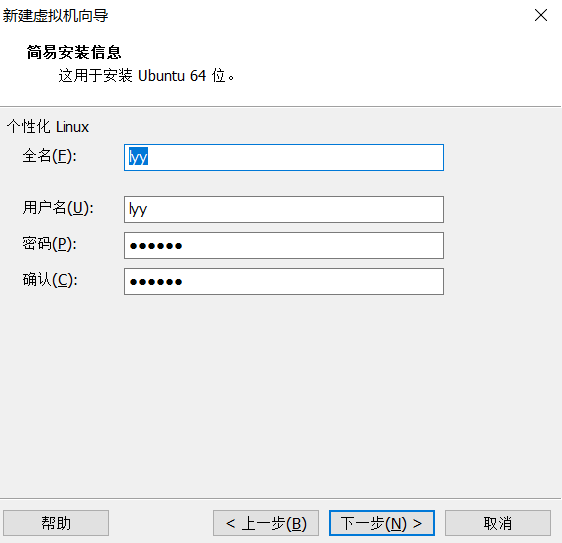 新建虚拟机向导
简易安装信息
这用于安装 Ubuntu 64 位。
个性化 Linux
全名(F): lyy
用户名(U): lyy
密码(P): ●●●●●●
确认(C): ●●●●●●
帮助 < 上一步(B) 下一步(N) > 取消